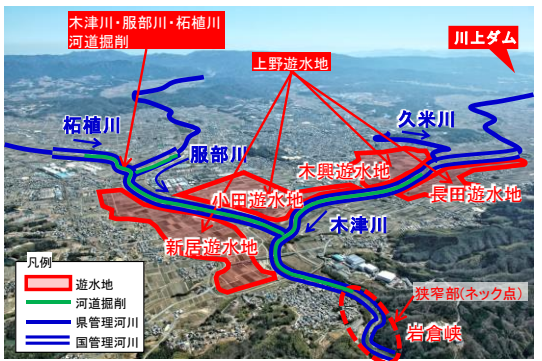 木津川・服部川・柘植川
河道掘削
川上ダム
上野遊水地
柘植川
久米川
服部川
木興遊水地
小田遊水地
長田遊水地
木津川
新居遊水地
凡例
遊水地
河道掘削
県管理河川
国管理河川
狭窄部(ネック点)
岩倉峡